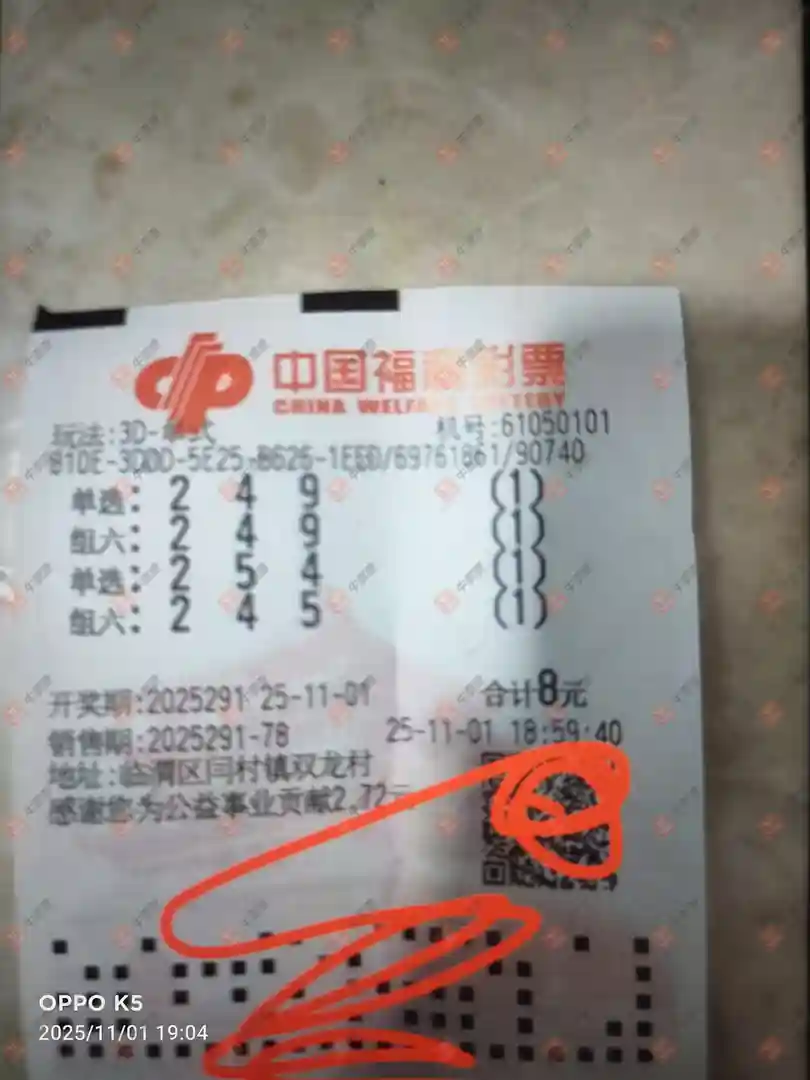 中国福利彩票
CHINA WELFARE LOTTERY
玩法:3D-单式 机号:61050101
/69761861/90740
单选: 2 4 9 (1)
组六: 2 4 9 (1)
单选: 2 5 4 (1)
组六: 2 4 5 (1)
开奖期:2025291 25-11-01 合计8元
销售期:2025291-78 25-11-01 18:59:40
地址:临渭区闫村镇双龙村
感谢您为公益事业贡献2.72元
OPPO K5
2025/11/01 19:04